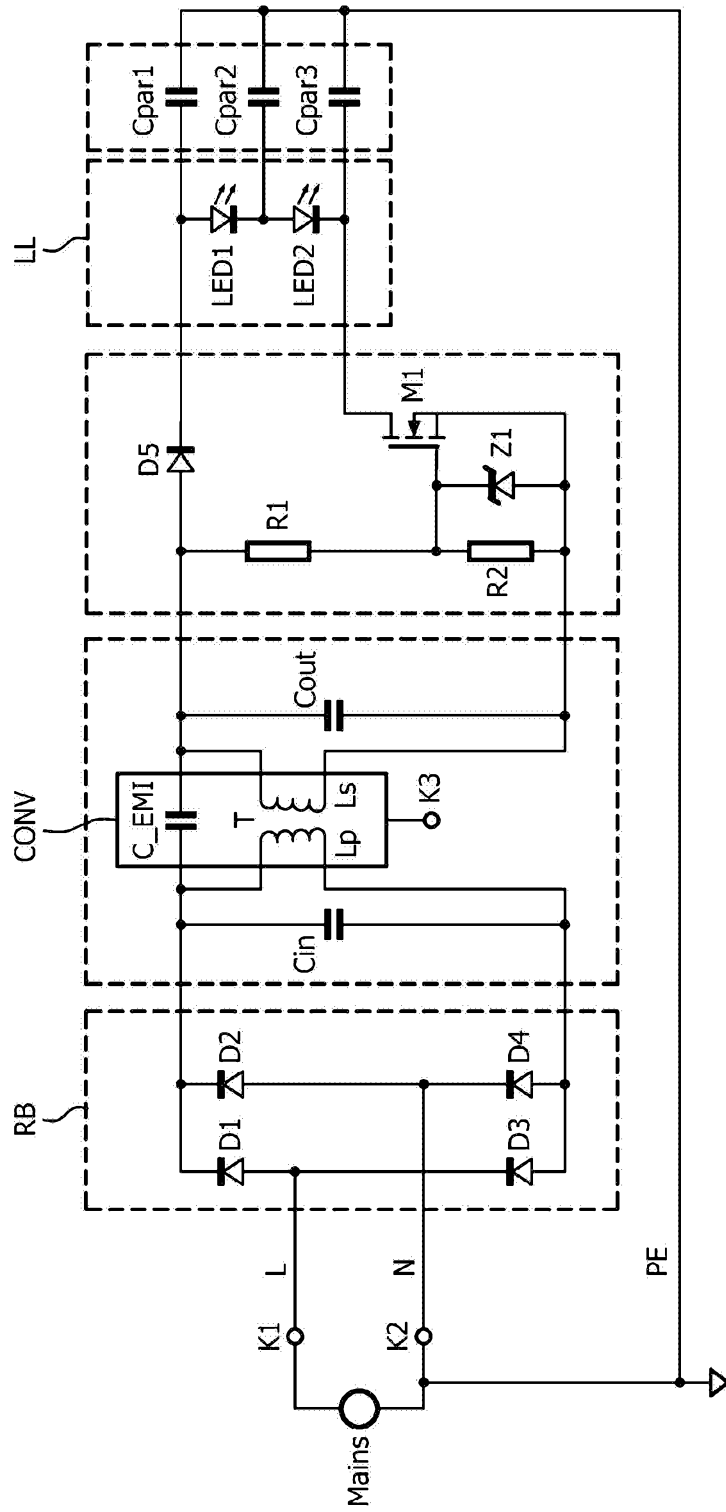 RB
CONV
LL
Mains
K1
K2
L
N
PE
D1
D2
D3
D4
Cin
C_EMI
T
Lp
Ls
K3
Cout
D5
R1
R2
Z1
M1
LED1
LED2
Cpar1
Cpar2
Cpar3